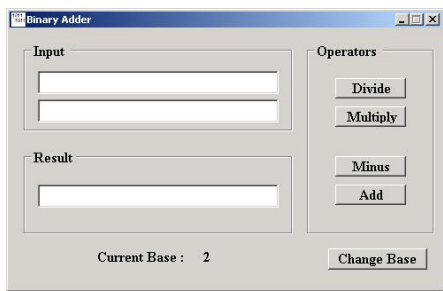 Binary Adder
Input
Operators
Divide
Multiply
Result
Minus
Add
Current Base : 2
Change Base